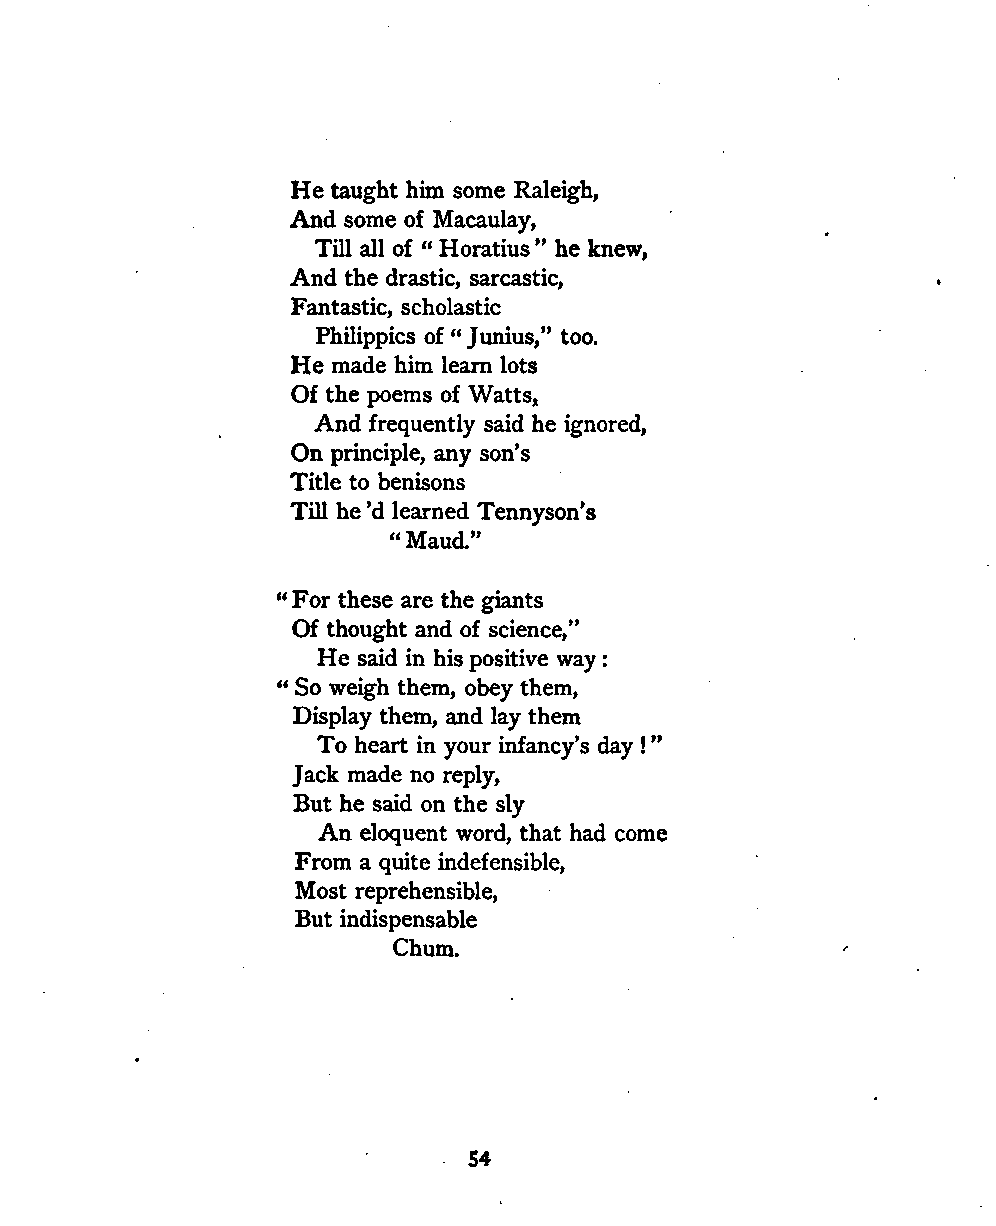 He taught him some Raleigh,
And some of Macaulay,
Till all of “ Horatius ” he knew,
And the drastic, sarcastic,
Fantastic, scholastic
Philippics of “ Junius,” too.
He made him learn lots
Of the poems of Watts,
And frequently said he ignored,
On principle, any son’s
Title to benisons
Till he ’d learned Tennyson’s
“ Maud.”

“ For these are the giants
Of thought and of science,”
He said in his positive way :
“ So weigh them, obey them,
Display them, and lay them
To heart in your infancy’s day ! ”
Jack made no reply,
But he said on the sly
An eloquent word, that had come
From a quite indefensible,
Most reprehensible,
But indispensable
Chum.

54